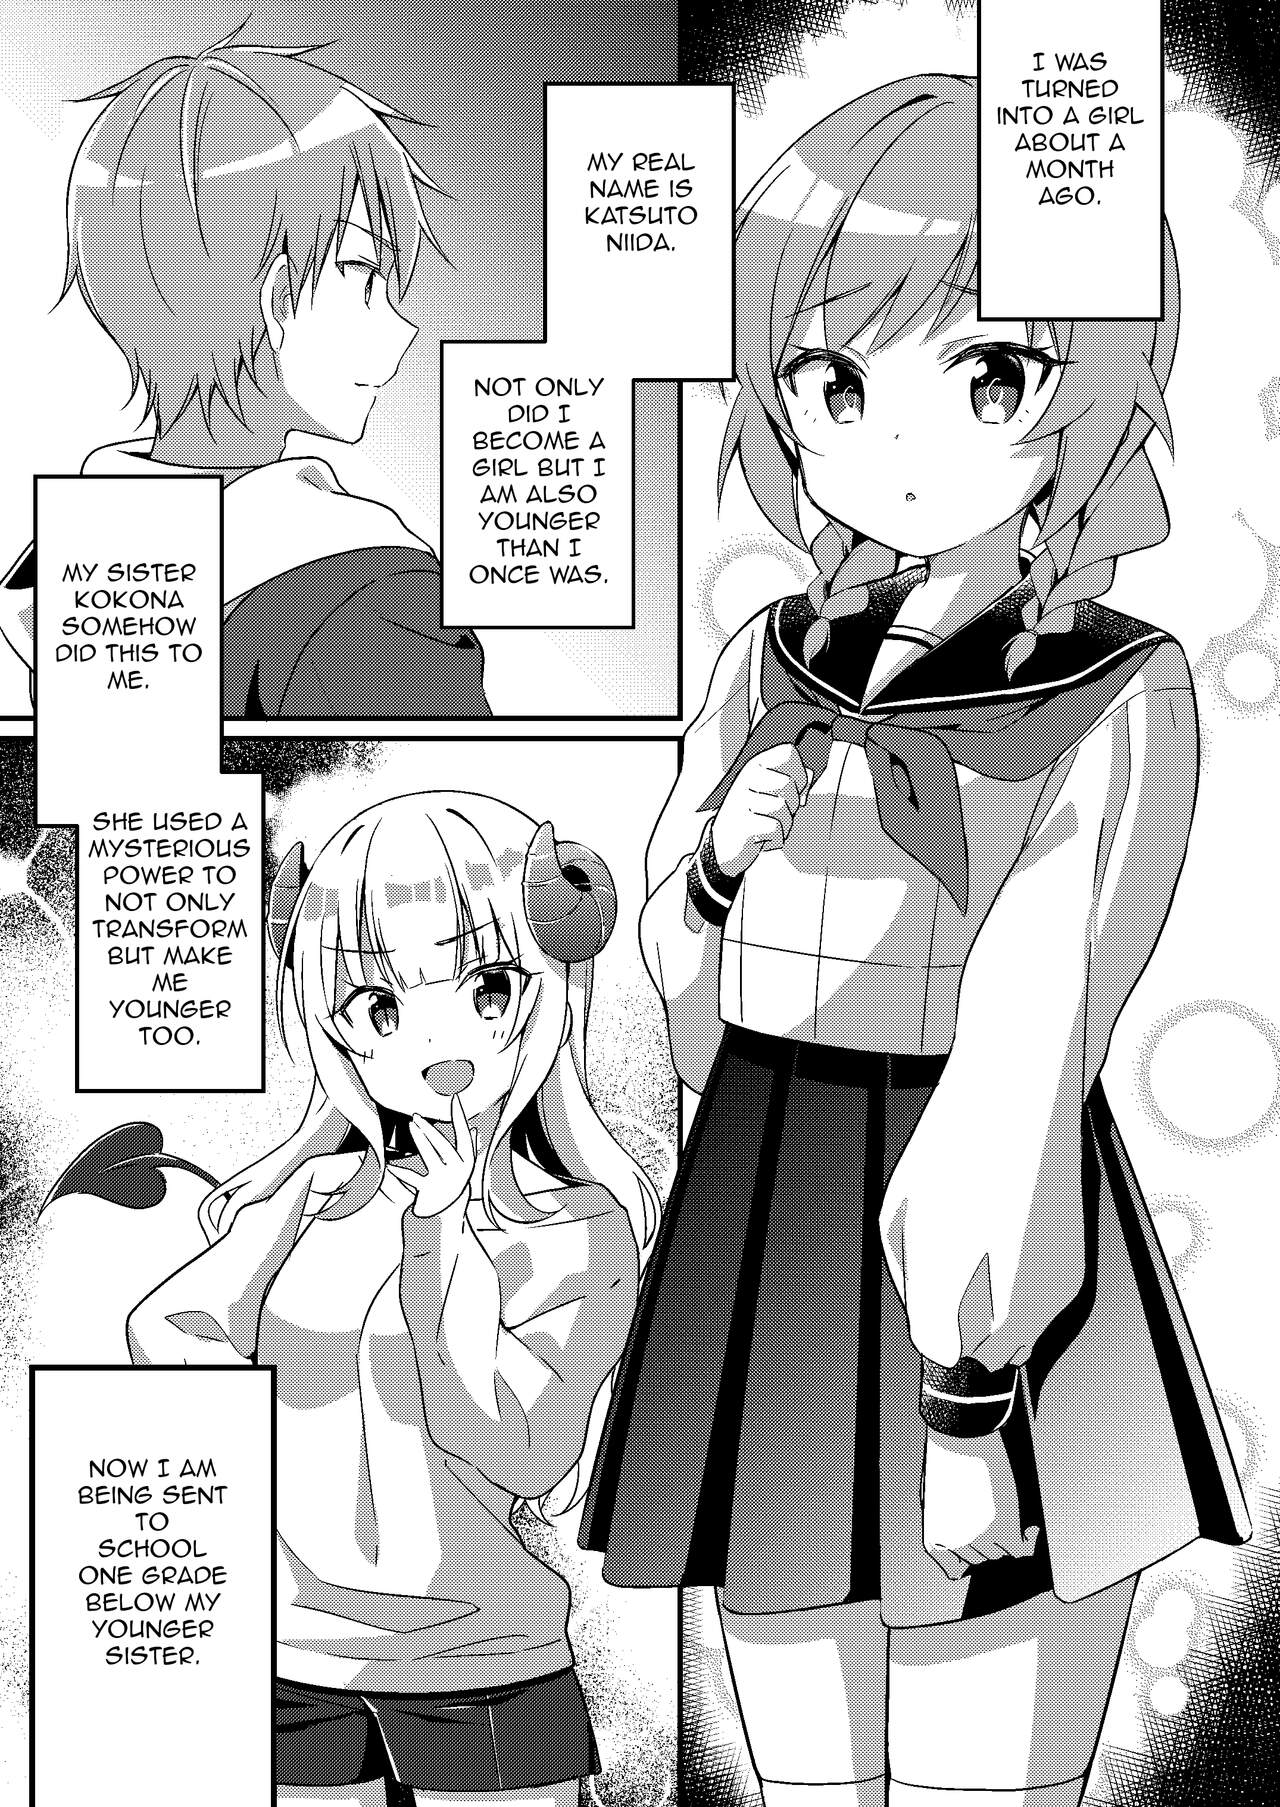 I WAS
TURNED
INTO A GIRL
ABOUT A
MONTH
AGO.
MY REAL
NAME IS
KATSUTO
NIIDA.
NOT ONLY
DID I
BECOME A
GIRL BUT I
AM ALSO
YOUNGER
THAN I
ONCE WAS.
MY SISTER
KOKONA
SOMEHOW
DID THIS TO
ME.
SHE USED A
MYSTERIOUS
POWER TO
NOT ONLY
TRANSFORM
BUT MAKE
ME
YOUNGER
TOO.
NOW I AM
BEING SENT
TO
SCHOOL
ONE GRADE
BELOW MY
YOUNGER
SISTER.